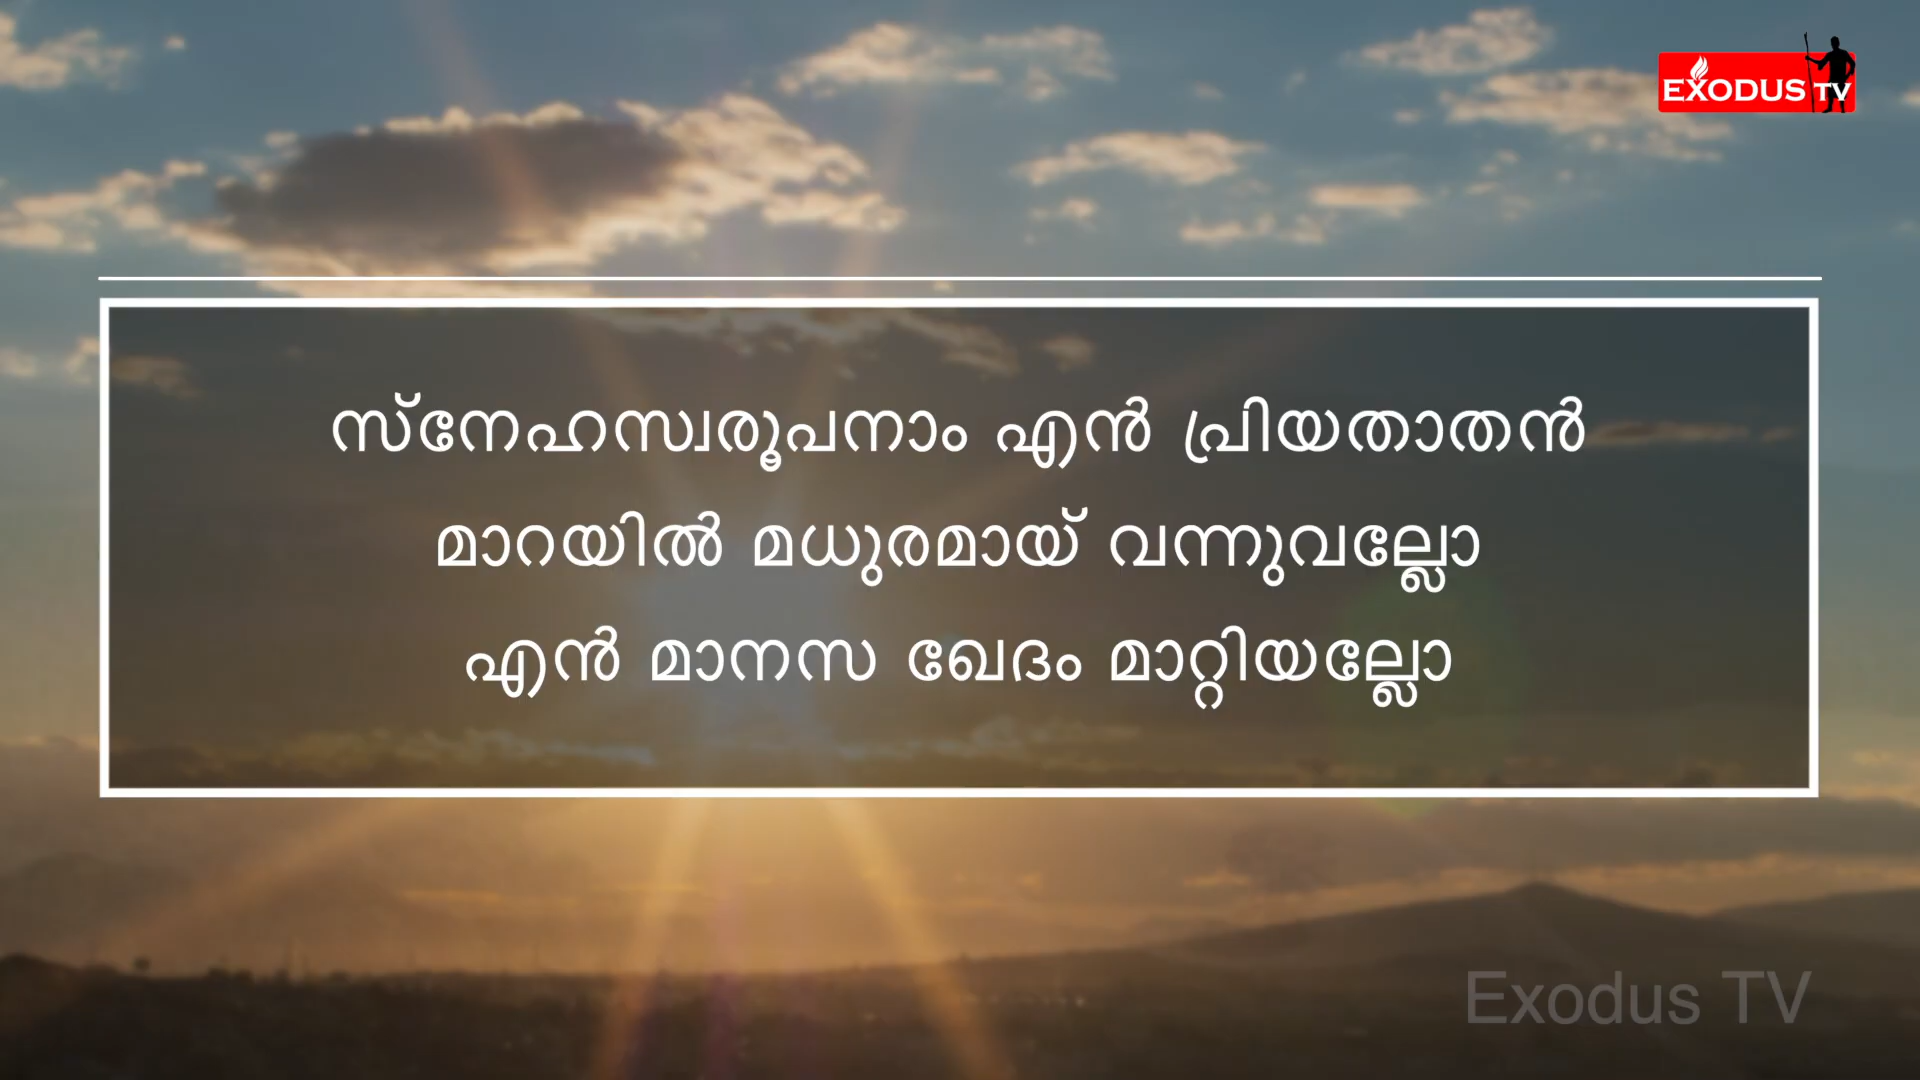 EXODUS TV
സ്നേഹസ്വരൂപനാം എൻ പ്രിയതാതൻ
മാറയിൽ മധുരമായ് വന്നുവല്ലോ
എൻ മാനസ ഖേദം മാറ്റിയല്ലോ
Exodus TV